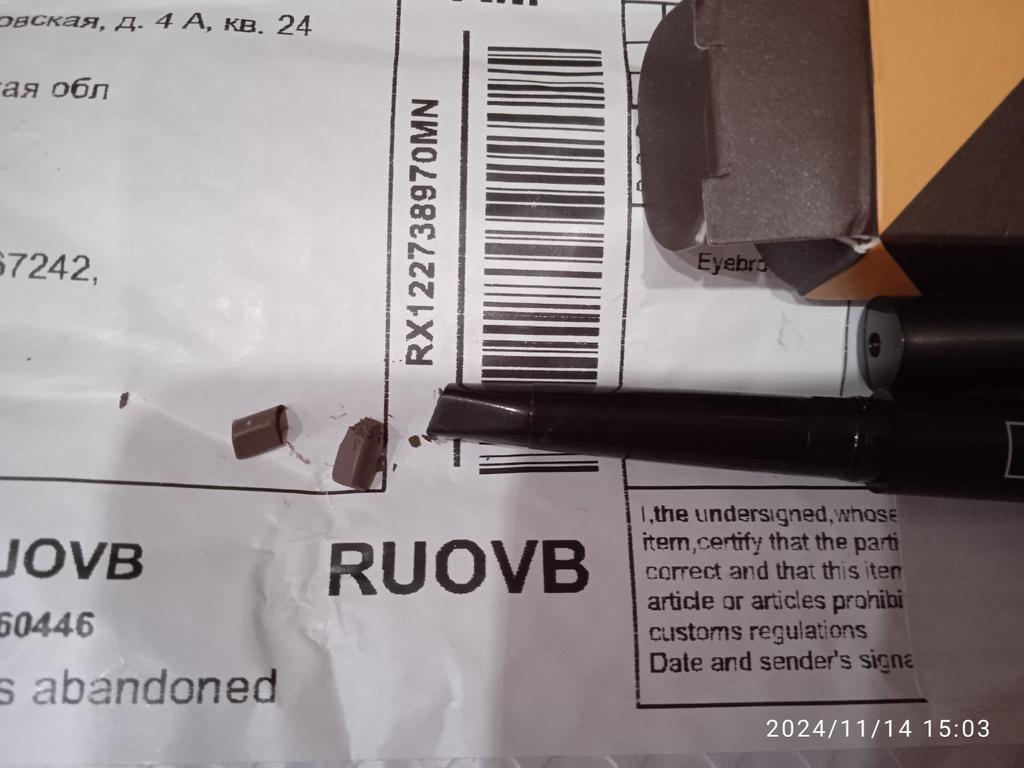 овская, д. 4 А, кв. 24
ая обл
67242,
RX122738970MN
Eyebro
UOVB
RUOVB
60446
s abandoned
I,the undersigned,whose
item,certify that the parti
correct and that this item
article or articles prohibi
customs regulations
Date and sender's signa
2024/11/14 15:03